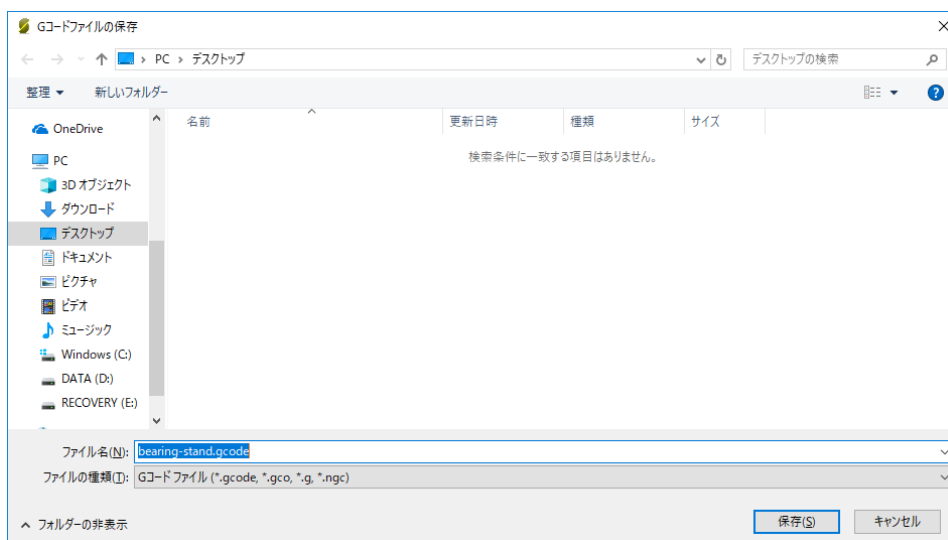 Gコードファイルの保存
PC › デスクトップ
デスクトップの検索
整理
新しいフォルダー
名前
更新日時
種類
サイズ
検索条件に一致する項目はありません。
OneDrive
PC
3D オブジェクト
ダウンロード
デスクトップ
ドキュメント
ピクチャ
ビデオ
ミュージック
Windows (C:)
DATA (D:)
RECOVERY (E:)
ファイル名(N): bearing-stand.gcode
ファイルの種類(T): Gコード ファイル (*.gcode, *.gco, *.g, *.ngc)
フォルダーの非表示
保存(S)
キャンセル